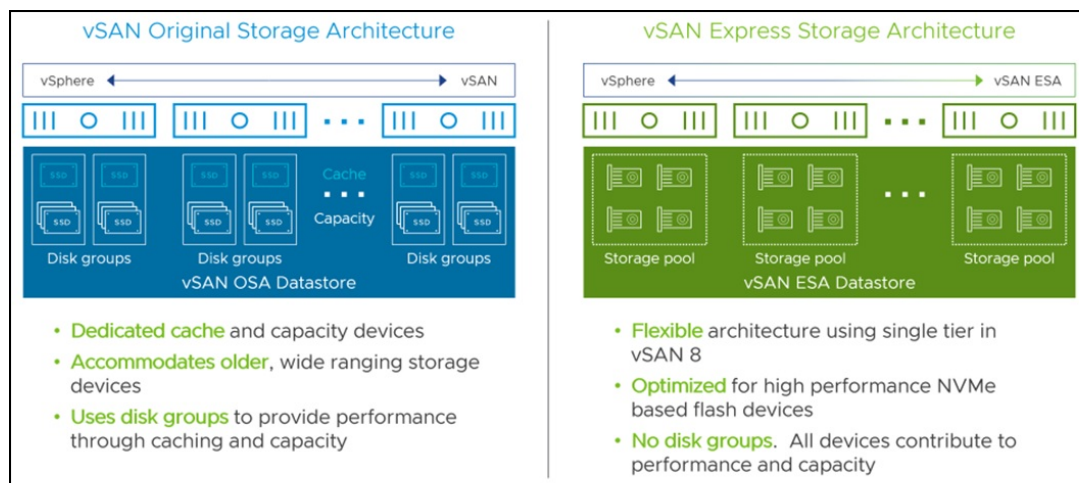 vSAN Original Storage Architecture
vSphere vSAN
SSD SSD SSD SSD SSD SSD
Cache
SSD SSD SSD SSD SSD SSD
Capacity
Disk groups Disk groups Disk groups
vSAN OSA Datastore
• Dedicated cache and capacity devices
• Accommodates older, wide ranging storage
devices
• Uses disk groups to provide performance
through caching and capacity
vSAN Express Storage Architecture
vSphere vSAN ESA
Storage pool Storage pool Storage pool
vSAN ESA Datastore
• Flexible architecture using single tier in
vSAN 8
• Optimized for high performance NVMe
based flash devices
• No disk groups. All devices contribute to
performance and capacity